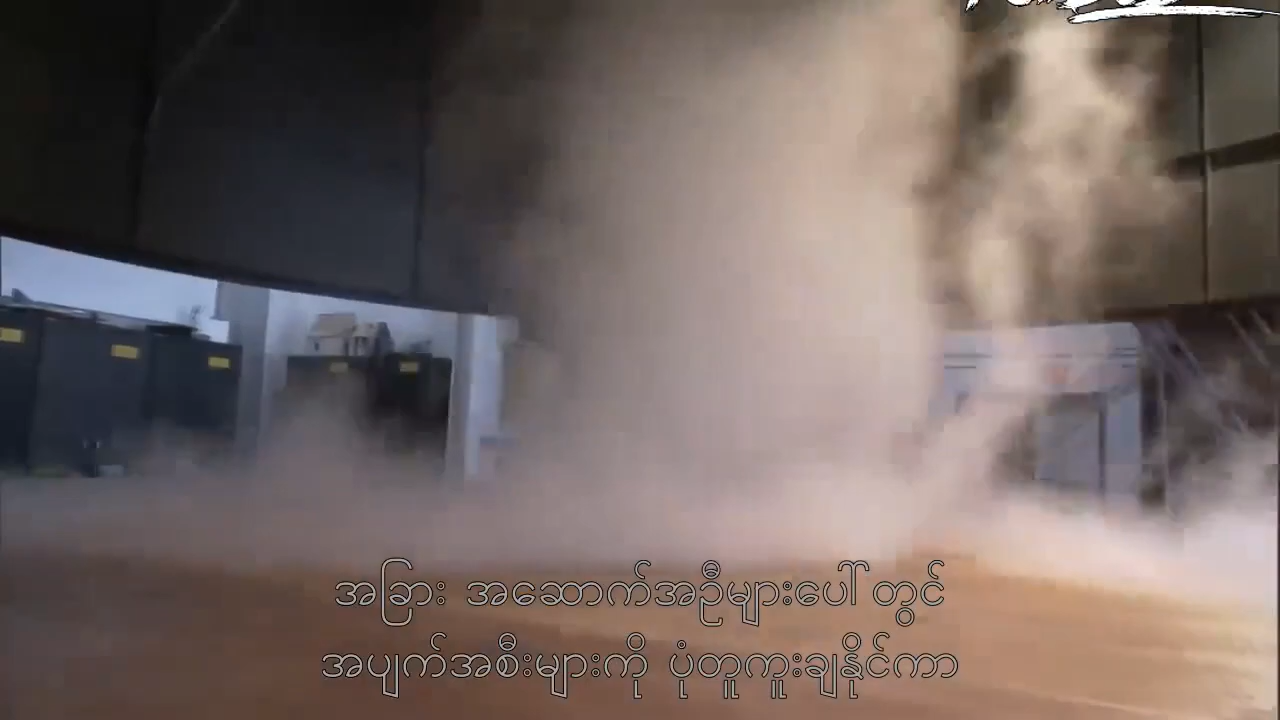 အခြား အဆောက်အဦများပေါ်တွင်
အပျက်အစီးများကို ပုံတူကူးချနိုင်ကာ